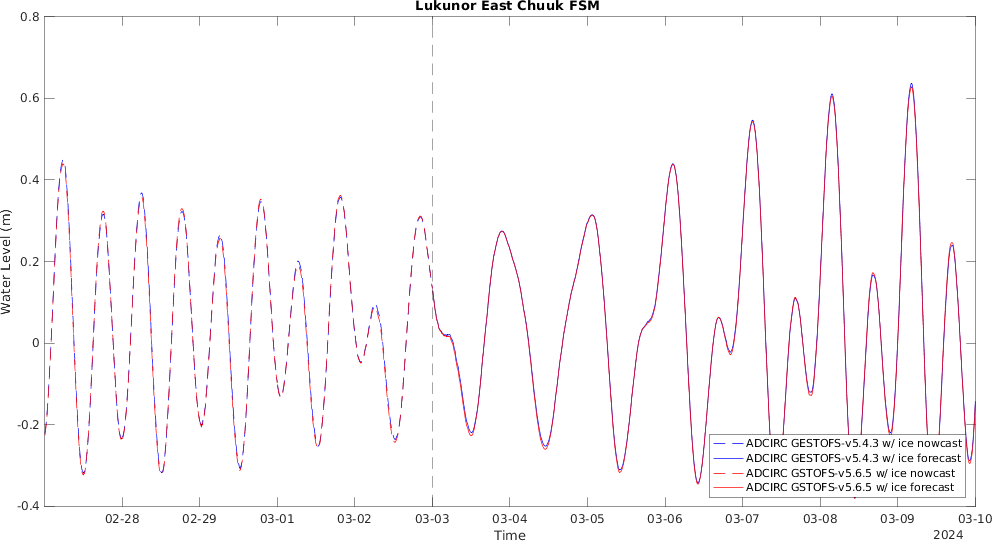 Lukunor East Chuuk FSM
0.8
0.6
0.4
0.2
0
-0.2
-0.4
Water Level (m)
ADCIRC GESTOFS-v5.4.3 w/ ice nowcast
ADCIRC GESTOFS-v5.4.3 w/ ice forecast
ADCIRC GSTOFS-v5.6.5 w/ ice nowcast
ADCIRC GSTOFS-v5.6.5 w/ ice forecast
02-28 02-29 03-01 03-02 03-03 03-04 03-05 03-06 03-07 03-08 03-09 03-10
Time
2024